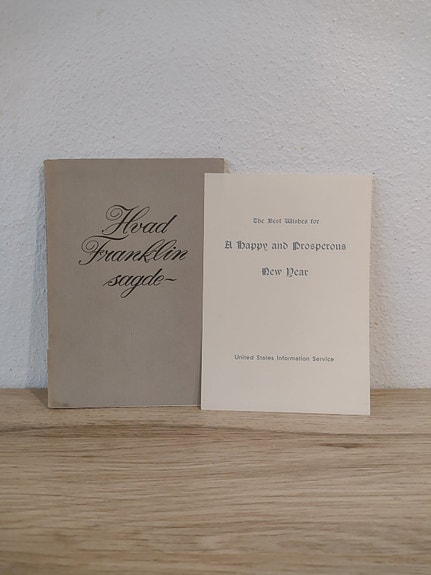 Hvad
Franklin
sagde~
The Best Wishes for
A Happy and Prosperous
New Year
United States Information Service